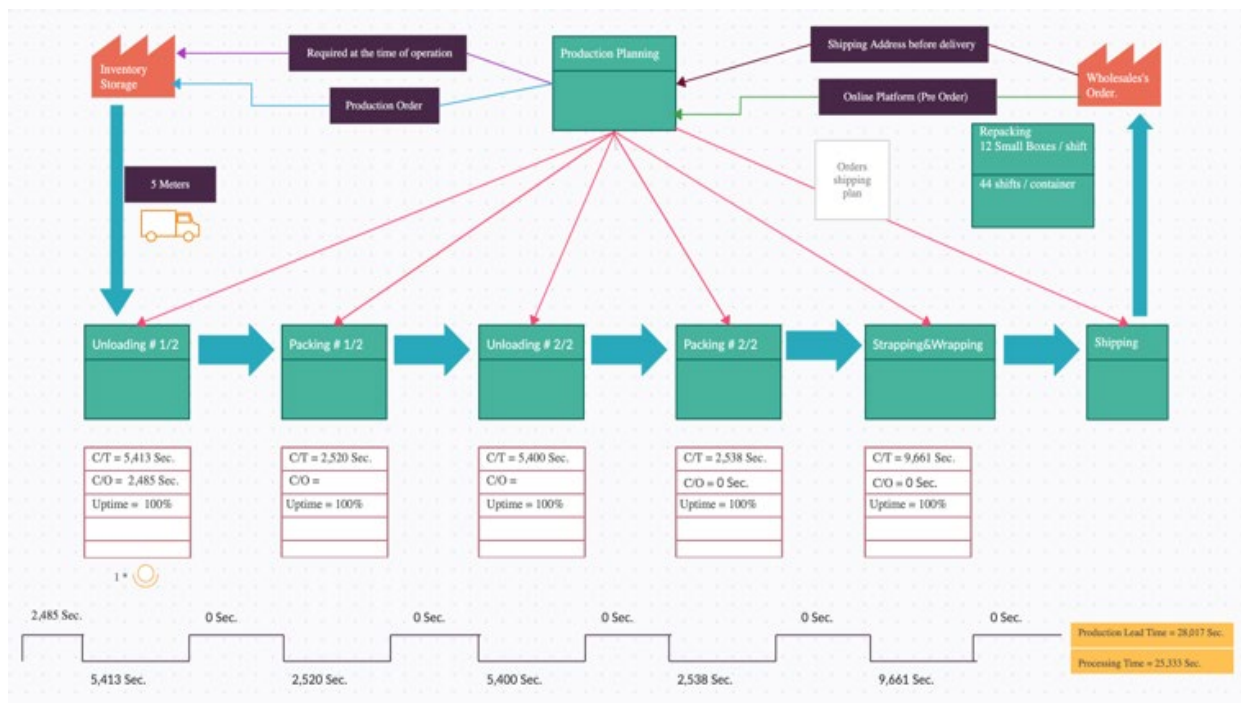 Inventory
Storage
Required at the time of operation
Production Order
Production Planning
Shipping Address before delivery
Online Platform (Pre Order)
Wholesales's
Order.
Repacking
12 Small Boxes / shift
44 shifts / container
Orders
shipping
plan
5 Meters
Unloading # 1/2
Packing # 1/2
Unloading # 2/2
Packing # 2/2
Strapping&Wrapping
Shipping
C/T = 5,413 Sec.
C/O = 2,485 Sec.
Uptime = 100%
C/T = 2,520 Sec.
C/O =
Uptime = 100%
C/T = 5,400 Sec.
C/O =
Uptime = 100%
C/T = 2,538 Sec.
C/O = 0 Sec.
Uptime = 100%
C/T = 9,661 Sec.
C/O = 0 Sec.
Uptime = 100%
1 *
2,485 Sec.
0 Sec.
0 Sec.
0 Sec.
0 Sec.
0 Sec.
5,413 Sec.
2,520 Sec.
5,400 Sec.
2,538 Sec.
9,661 Sec.
Production Lead Time = 28,017 Sec.
Processing Time = 25,333 Sec.